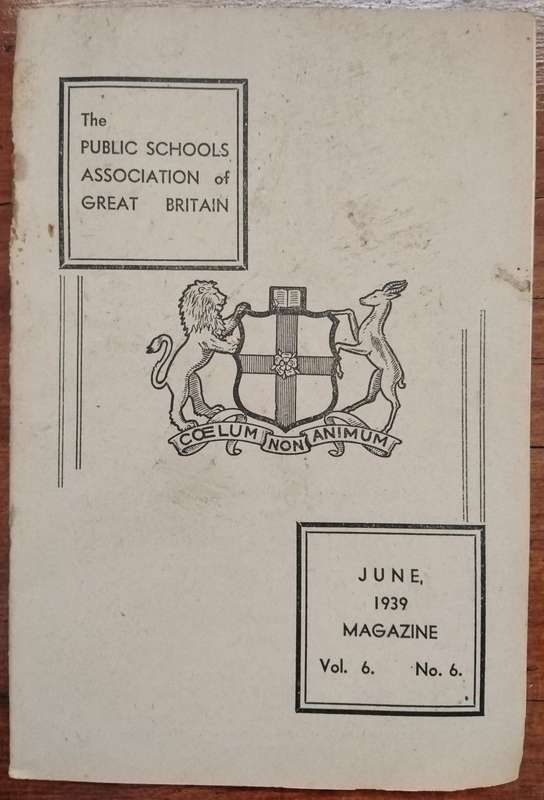 The
PUBLIC SCHOOLS
ASSOCIATION of
GREAT BRITAIN
CŒLUM NON ANIMUM
JUNE,
1939
MAGAZINE
Vol. 6. No. 6.